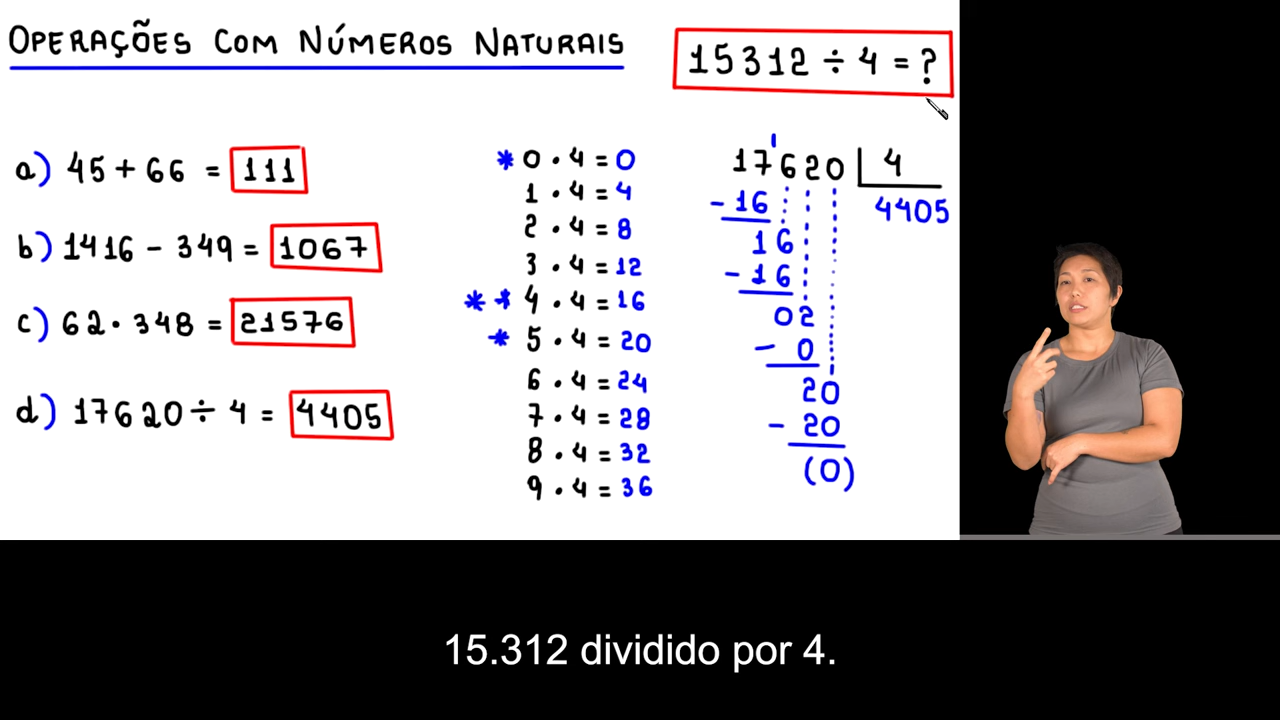 OPERAÇÕES COM NÚMEROS NATURAIS
15312 ÷ 4 = ?
a) 45 + 66 = 111
b) 1416 - 349 = 1067
c) 62 · 348 = 21576
d) 17620 ÷ 4 = 4405
* 0 · 4 = 0
1 · 4 = 4
2 · 4 = 8
3 · 4 = 12
* * 4 · 4 = 16
* 5 · 4 = 20
6 · 4 = 24
7 · 4 = 28
8 · 4 = 32
9 · 4 = 36
17'620 4
- 16 4405
16
- 16
02
- 0
20
- 20
(0)
15.312 dividido por 4.